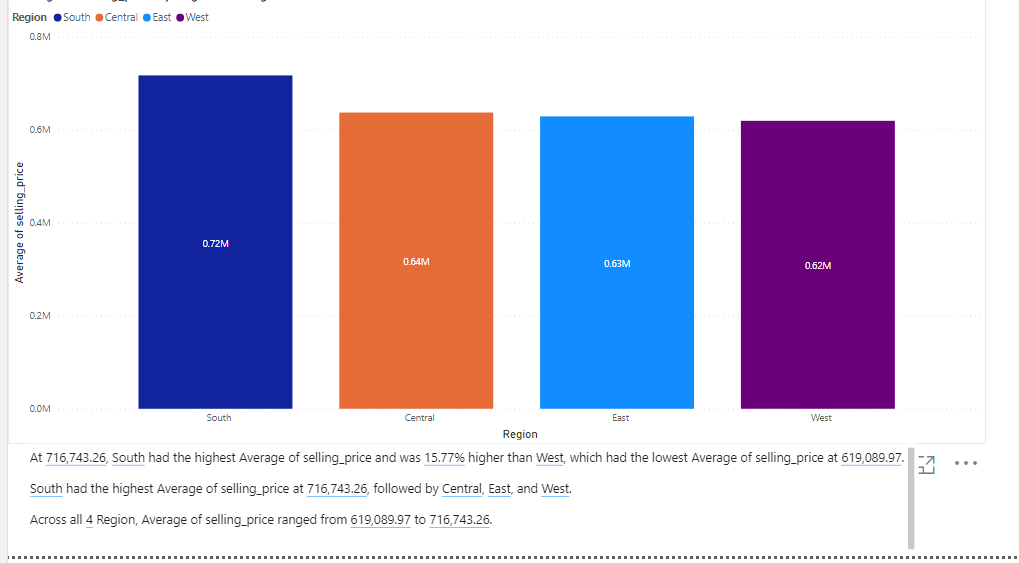 Region South Central East West
0.8M
0.6M
0.4M
0.2M
0.0M
Average of selling_price
0.72M
0.64M
0.63M
0.62M
South Central East West
Region
At 716,743.26, South had the highest Average of selling_price and was 15.77% higher than West, which had the lowest Average of selling_price at 619,089.97.
South had the highest Average of selling_price at 716,743.26, followed by Central, East, and West.
Across all 4 Region, Average of selling_price ranged from 619,089.97 to 716,743.26.